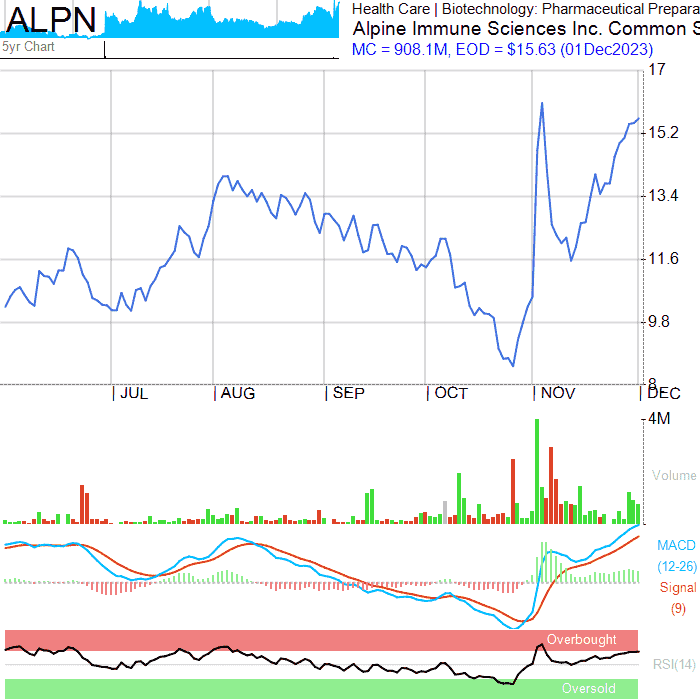 ALPN
5yr Chart
Health Care | Biotechnology: Pharmaceutical Prepara
Alpine Immune Sciences Inc. Common S
MC = 908.1M, EOD = $15.63 (01Dec2023)
17
15.2
13.4
11.6
9.8
8
JUL AUG SEP OCT NOV DEC
4M
Volume
MACD
(12-26)
Signal
(9)
Overbought
RSI(14)
Oversold